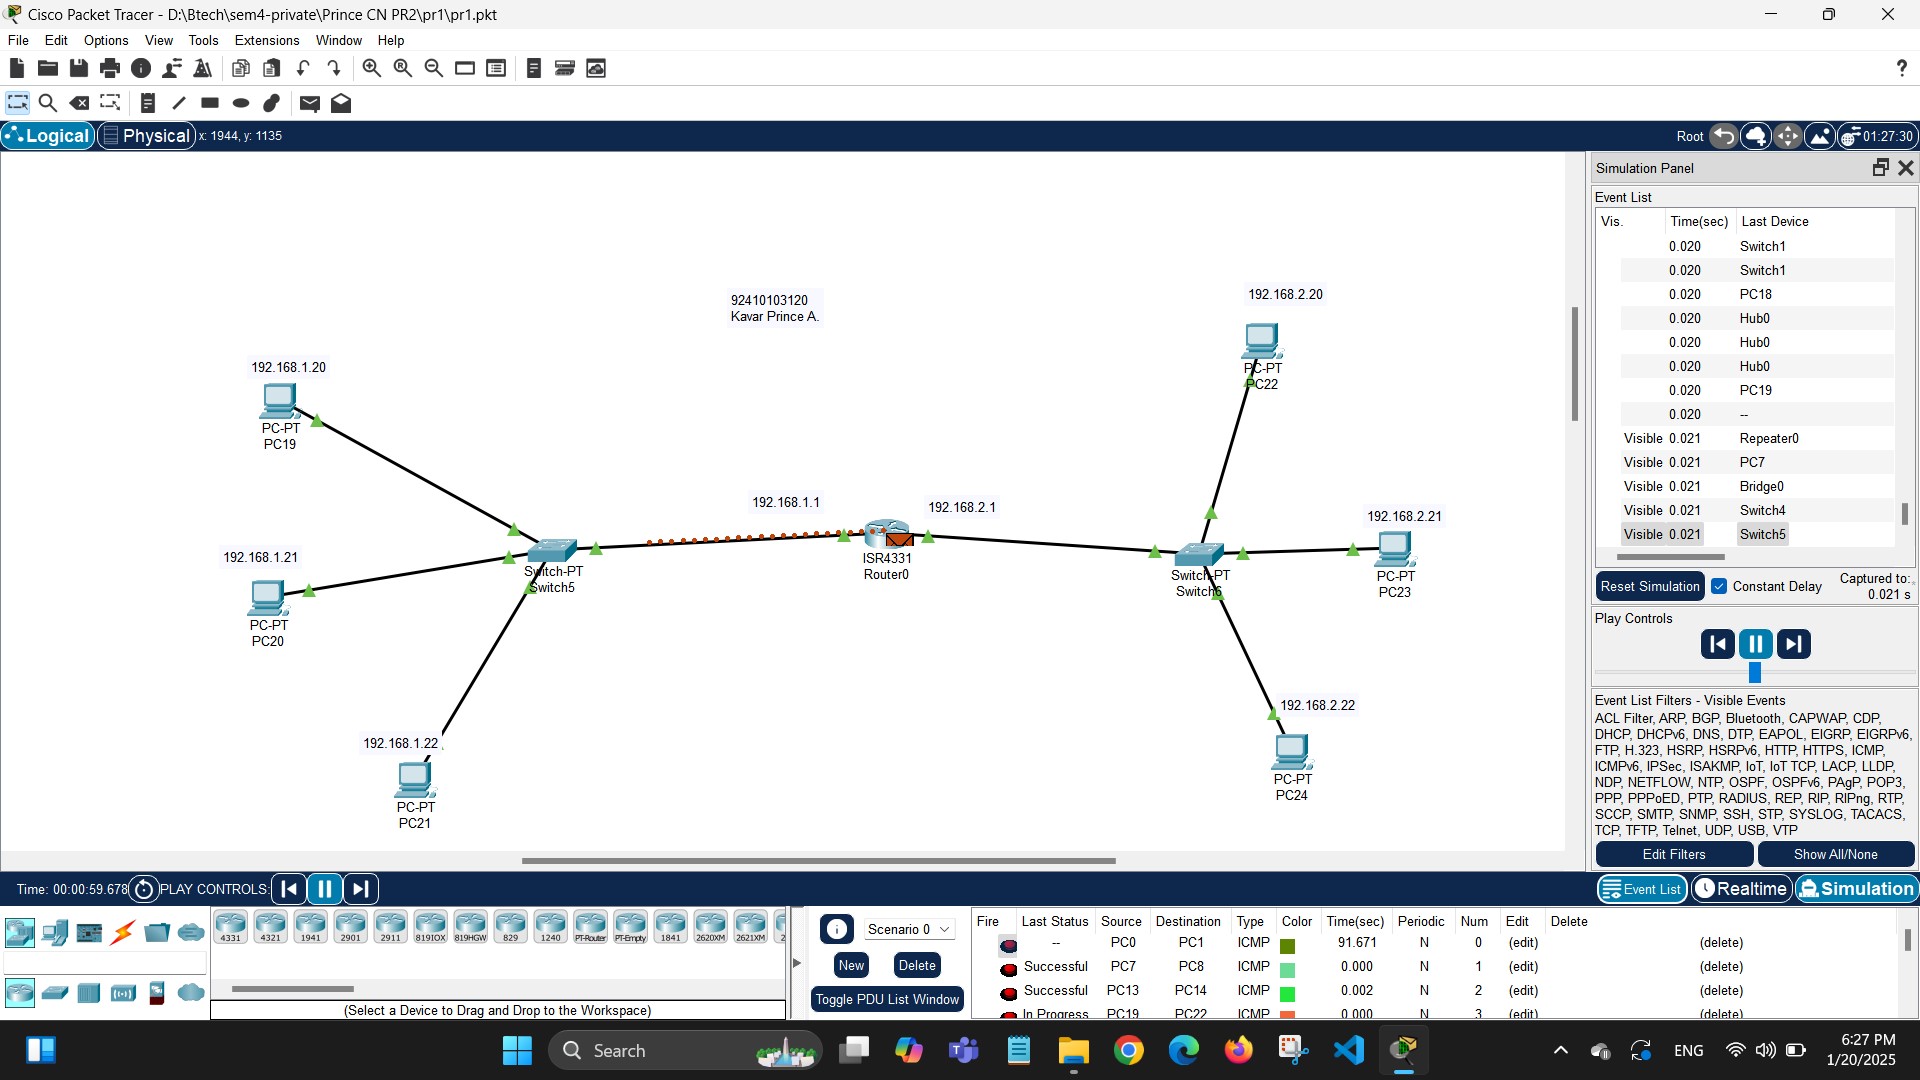 Cisco Packet Tracer - D:\Btech\sem4-private\Prince CN PR2\pr1\pr1.pkt
File Edit Options View Tools Extensions Window Help
?
Logical Physical x: 1944, y: 1135
Root 01:27:30
92410103120
Kavar Prince A.
192.168.1.20
PC-PT
PC19
192.168.1.21
PC-PT
PC20
192.168.1.22
PC-PT
PC21
Switch-PT
Switch5
192.168.1.1
192.168.2.1
ISR4331
Router0
192.168.2.20
PC-PT
PC22
192.168.2.21
PC-PT
PC23
Switch-PT
Switch6
192.168.2.22
PC-PT
PC24
Simulation Panel
Event List
Vis. Time(sec) Last Device
0.020 Switch1
0.020 Switch1
0.020 PC18
0.020 Hub0
0.020 Hub0
0.020 Hub0
0.020 PC19
0.020 --
Visible 0.021 Repeater0
Visible 0.021 PC7
Visible 0.021 Bridge0
Visible 0.021 Switch4
Visible 0.021 Switch5
Reset Simulation Constant Delay Captured to:
0.021 s
Play Controls
Event List Filters - Visible Events
ACL Filter, ARP, BGP, Bluetooth, CAPWAP, CDP,
DHCP, DHCPv6, DNS, DTP, EAPOL, EIGRP, EIGRPv6,
FTP, H.323, HSRP, HSRPv6, HTTP, HTTPS, ICMP,
ICMPv6, IPSec, ISAKMP, IoT, IoT TCP, LACP, LLDP,
NDP, NETFLOW, NTP, OSPF, OSPFv6, PAgP, POP3,
PPP, PPPoED, PTP, RADIUS, REP, RIP, RIPng, RTP,
SCCP, SMTP, SNMP, SSH, STP, SYSLOG, TACACS,
TCP, TFTP, Telnet, UDP, USB, VTP
Edit Filters Show All/None
Time: 00:00:59.678 PLAY CONTROLS:
Event List Realtime Simulation
4331 4321 1941 2901 2911 819IOX 819HGW 829 1240 PT-Router PT-Empty 1841 2620XM 2621XM
(Select a Device to Drag and Drop to the Workspace)
Scenario 0
New Delete
Toggle PDU List Window
Fire Last Status Source Destination Type Color Time(sec) Periodic Num Edit Delete
-- PC0 PC1 ICMP 91.671 N 0 (edit) (delete)
Successful PC7 PC8 ICMP 0.000 N 1 (edit) (delete)
Successful PC13 PC14 ICMP 0.002 N 2 (edit) (delete)
In Progress PC19 PC22 ICMP 0.000 N 3 (edit) (delete)
Search
ENG
6:27 PM
1/20/2025